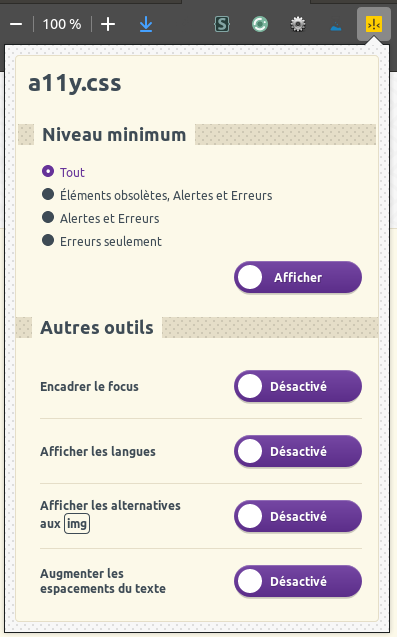 100 %
S
a11y.css
Niveau minimum
Tout
Éléments obsolètes, Alertes et Erreurs
Alertes et Erreurs
Erreurs seulement
Afficher
Autres outils
Encadrer le focus
Désactivé
Afficher les langues
Désactivé
Afficher les alternatives
aux img
Désactivé
Augmenter les
espacements du texte
Désactivé